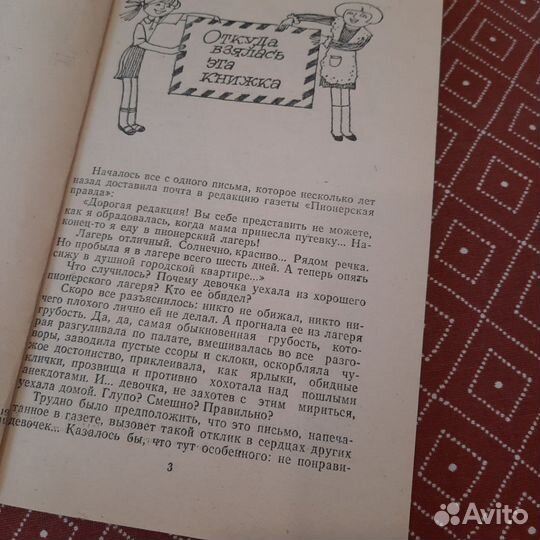 Откуда
взялась
эта
книжка
Началось все с одного письма, которое несколько лет
назад доставила почта в редакцию газеты «Пионерская
правда»:
«Дорогая редакция! Вы себе представить не можете,
как я обрадовалась, когда мама принесла путевку... На-
конец-то я еду в пионерский лагерь!
Лагерь отличный. Солнечно, красиво... Рядом речка.
Но пробыла я в лагере всего шесть дней. А теперь опять
сижу в душной городской квартире...»
Что случилось? Почему девочка уехала из хорошего
пионерского лагеря? Кто ее обидел?
Скоро все разъяснилось: никто не обижал, никто ни-
чего плохого лично ей не делал. А прогнала ее из лагеря
грубость. Да, да, самая обыкновенная грубость, кото-
рая разгуливала по палате, вмешивалась во все разго-
воры, заводила пустые ссоры и склоки, оскорбляла чу-
жое достоинство, приклеивала, как ярлыки, обидные
клички, прозвища и противно хохотала над пошлыми
анекдотами. И... девочка, не захотев с этим мириться,
уехала домой. Глупо? Смешно? Правильно?
Трудно было предположить, что это письмо, напеча-
танное в газете, вызовет такой отклик в сердцах других
девочек... Казалось бы, что тут особенного: не понрави-
3
Avito